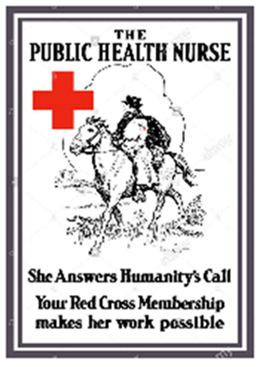 THE
PUBLIC HEALTH NURSE
She Answers Humanity's Call
Your Red Cross Membership
makes her work possible